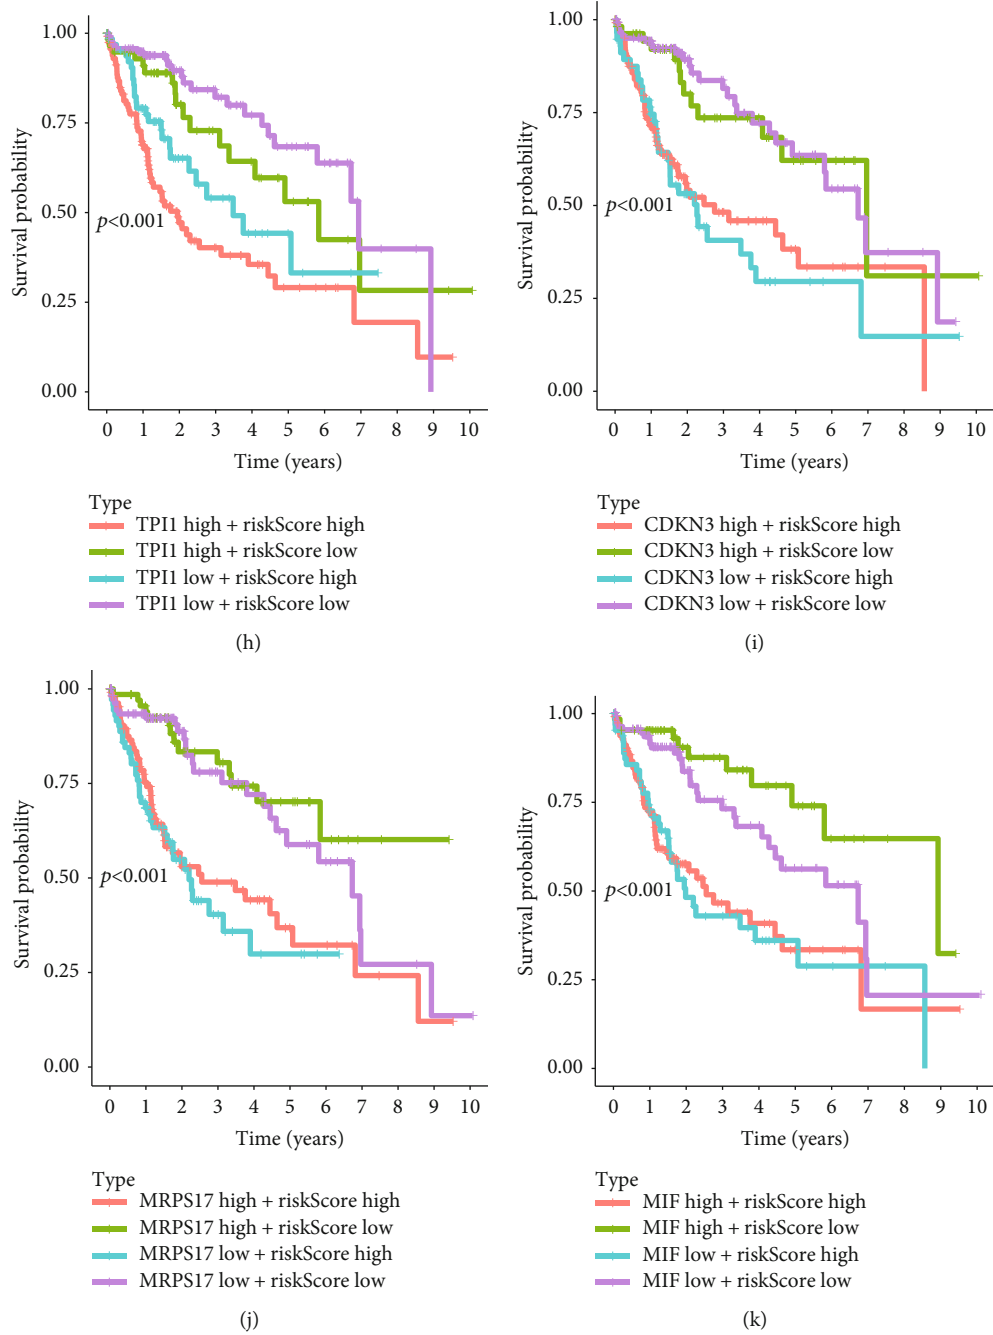 1.00
0.75
0.50
0.25
0.00
Survival probability
p<0.001
0 1 2 3 4 5 6 7 8 9 10
Time (years)
Type
TPI1 high + riskScore high
TPI1 high + riskScore low
TPI1 low + riskScore high
TPI1 low + riskScore low
(h)
1.00
0.75
0.50
0.25
0.00
Survival probability
p<0.001
0 1 2 3 4 5 6 7 8 9 10
Time (years)
Type
CDKN3 high + riskScore high
CDKN3 high + riskScore low
CDKN3 low + riskScore high
CDKN3 low + riskScore low
(i)
1.00
0.75
0.50
0.25
0.00
Survival probability
p<0.001
0 1 2 3 4 5 6 7 8 9 10
Time (years)
Type
MRPS17 high + riskScore high
MRPS17 high + riskScore low
MRPS17 low + riskScore high
MRPS17 low + riskScore low
(j)
1.00
0.75
0.50
0.25
0.00
Survival probability
p<0.001
0 1 2 3 4 5 6 7 8 9 10
Time (years)
Type
MIF high + riskScore high
MIF high + riskScore low
MIF low + riskScore high
MIF low + riskScore low
(k)